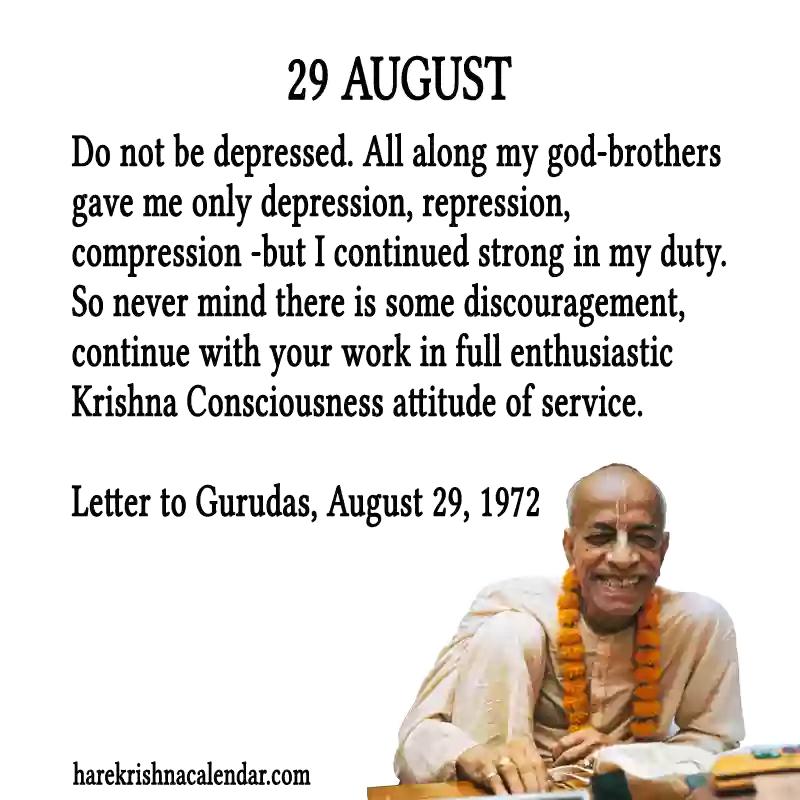 29 AUGUST
Do not be depressed. All along my god-brothers
gave me only depression, repression,
compression -but I continued strong in my duty.
So never mind there is some discouragement,
continue with your work in full enthusiastic
Krishna Consciousness attitude of service.
Letter to Gurudas, August 29, 1972
harekrishnacalendar.com